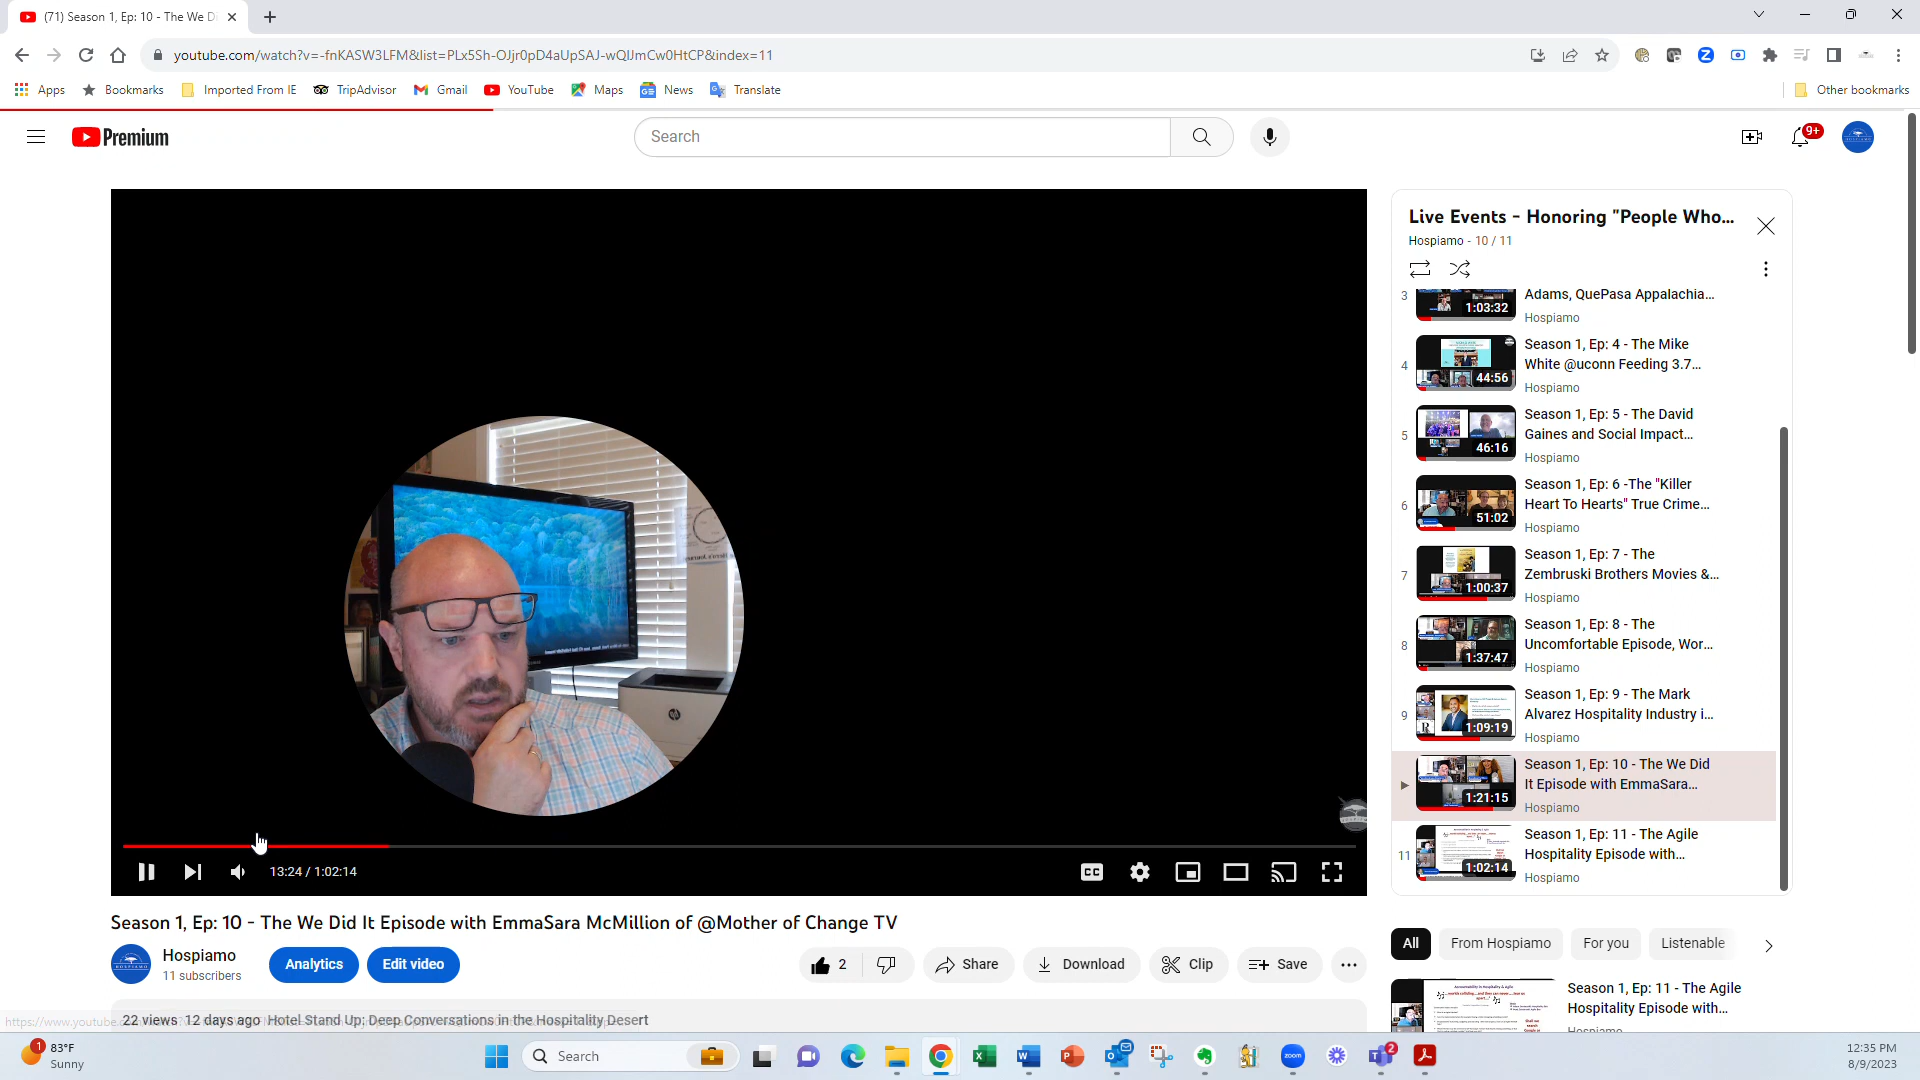 (71) Season 1, Ep: 10 - The We Di
youtube.com/watch?v=-fnKASW3LFM&list=PLx5Sh-OJjr0pD4aUpSAJ-wQIJmCw0HtCP&index=11
Apps
Bookmarks
Imported From IE
TripAdvisor
Gmail
YouTube
Maps
News
Translate
Other bookmarks
Premium
Search
9+
Live Events - Honoring "People Who...
Hospiamo - 10 / 11
3
1:03:32
Adams, QuePasa Appalachia...
Hospiamo
4
44:56
Season 1, Ep: 4 - The Mike
White @uconn Feeding 3.7...
Hospiamo
5
46:16
Season 1, Ep: 5 - The David
Gaines and Social Impact...
Hospiamo
6
51:02
Season 1, Ep: 6 -The "Killer
Heart To Hearts" True Crime...
Hospiamo
7
1:00:37
Season 1, Ep: 7 - The
Zembruski Brothers Movies &...
Hospiamo
8
1:37:47
Season 1, Ep: 8 - The
Uncomfortable Episode, Wor...
Hospiamo
9
1:09:19
Season 1, Ep: 9 - The Mark
Alvarez Hospitality Industry i...
Hospiamo
1:21:15
Season 1, Ep: 10 - The We Did
It Episode with EmmaSara...
Hospiamo
11
1:02:14
Season 1, Ep: 11 - The Agile
Hospitality Episode with...
Hospiamo
13:24 / 1:02:14
CC
Season 1, Ep: 10 - The We Did It Episode with EmmaSara McMillion of @Mother of Change TV
Hospiamo
11 subscribers
Analytics
Edit video
2
Share
Download
Clip
Save
All
From Hospiamo
For you
Listenable
Season 1, Ep: 11 - The Agile
Hospitality Episode with...
Hospiamo
22 views 12 days ago Hotel Stand Up: Deep Conversations in the Hospitality Desert
https://www.youtube.
1
83°F
Sunny
Search
zoom
2
12:35 PM
8/9/2023